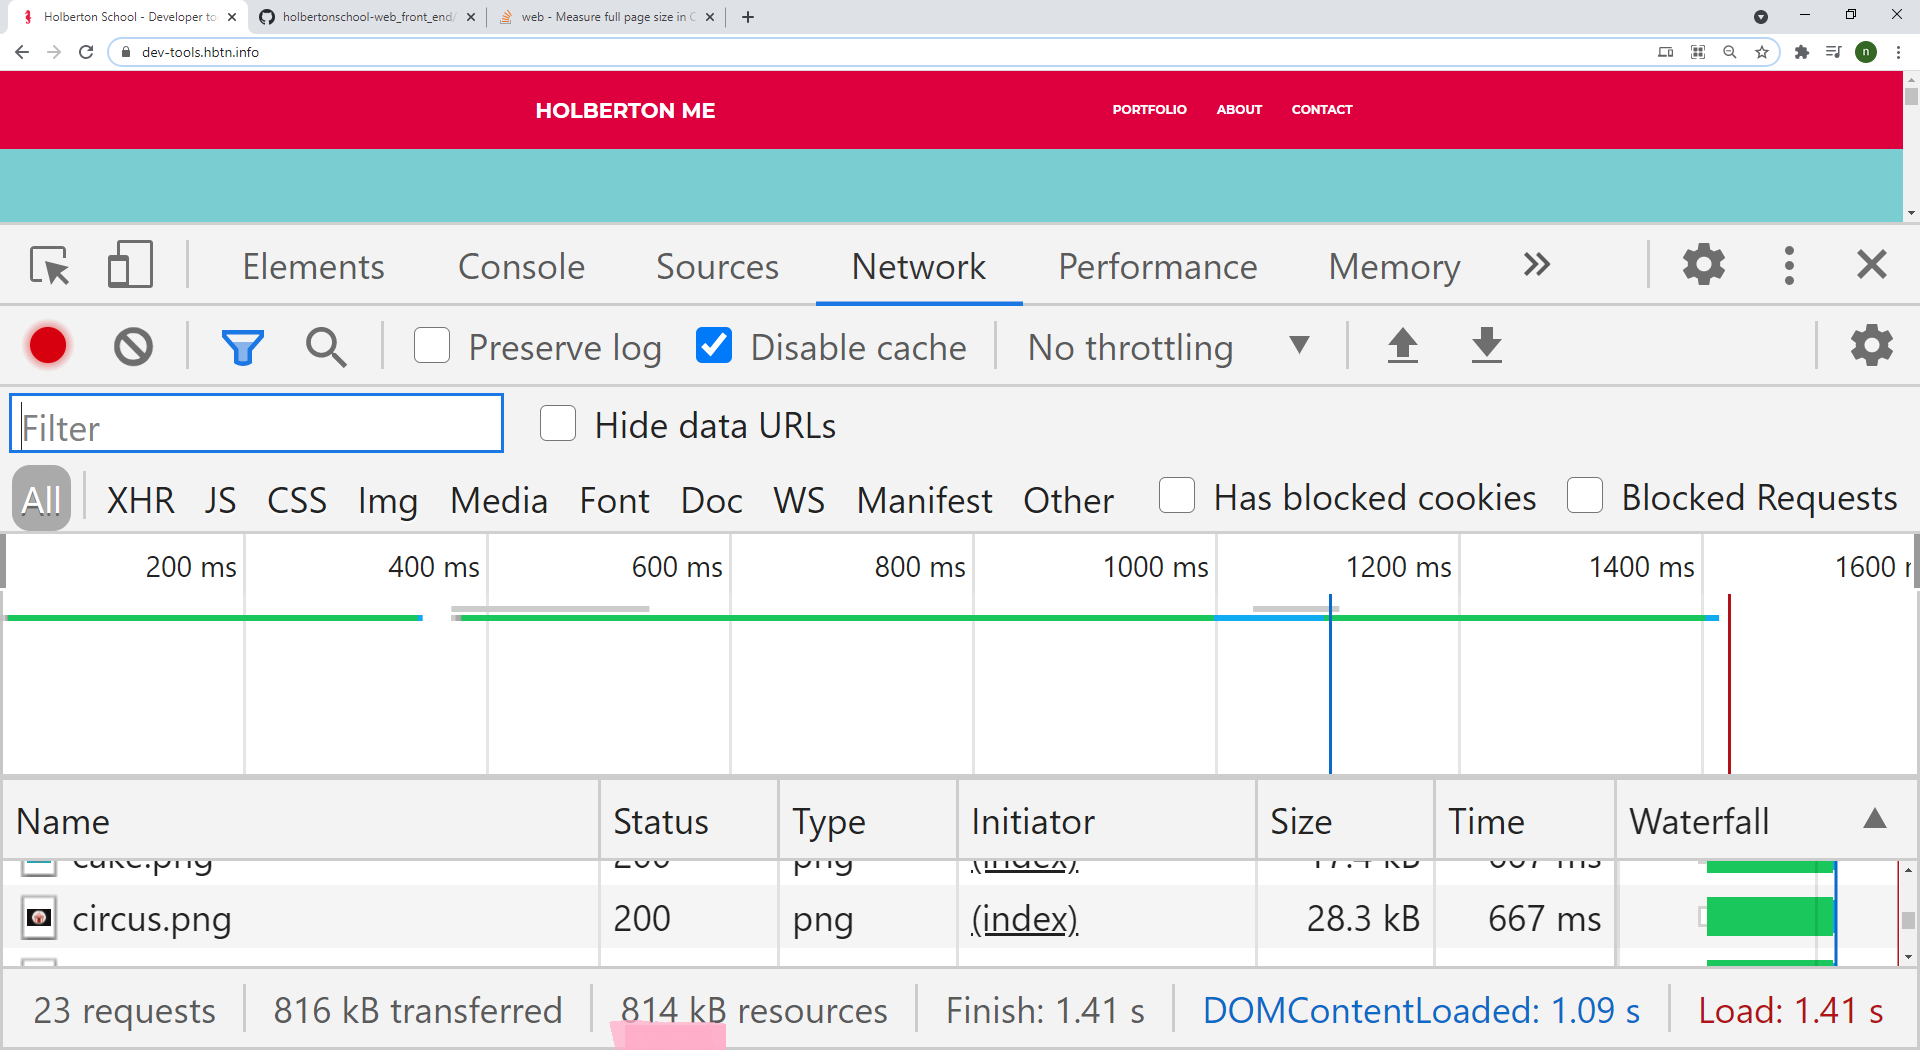 Holberton School - Developer to
holbertonschool-web_front_end/
web - Measure full page size in C
dev-tools.hbtn.info
n
HOLBERTON ME
PORTFOLIO ABOUT CONTACT
Elements Console Sources Network Performance Memory
Preserve log Disable cache No throttling
Filter Hide data URLs
All XHR JS CSS Img Media Font Doc WS Manifest Other Has blocked cookies Blocked Requests
200 ms 400 ms 600 ms 800 ms 1000 ms 1200 ms 1400 ms 1600
Name Status Type Initiator Size Time Waterfall
cake.png 200 png (index) 17.4 kB 667 ms
circus.png 200 png (index) 28.3 kB 667 ms
23 requests 816 kB transferred 814 kB resources Finish: 1.41 s DOMContentLoaded: 1.09 s Load: 1.41 s